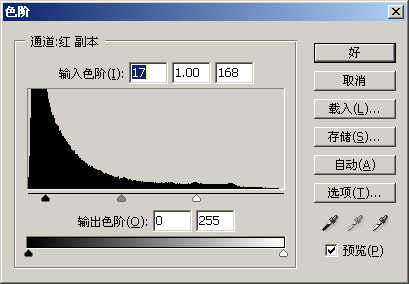 色阶
通道:红 副本
输入色阶(I): 17 1.00 168
输出色阶(O): 0 255
好
取消
载入(L)...
存储(S)...
自动(A)
选项(T)...
预览(P)